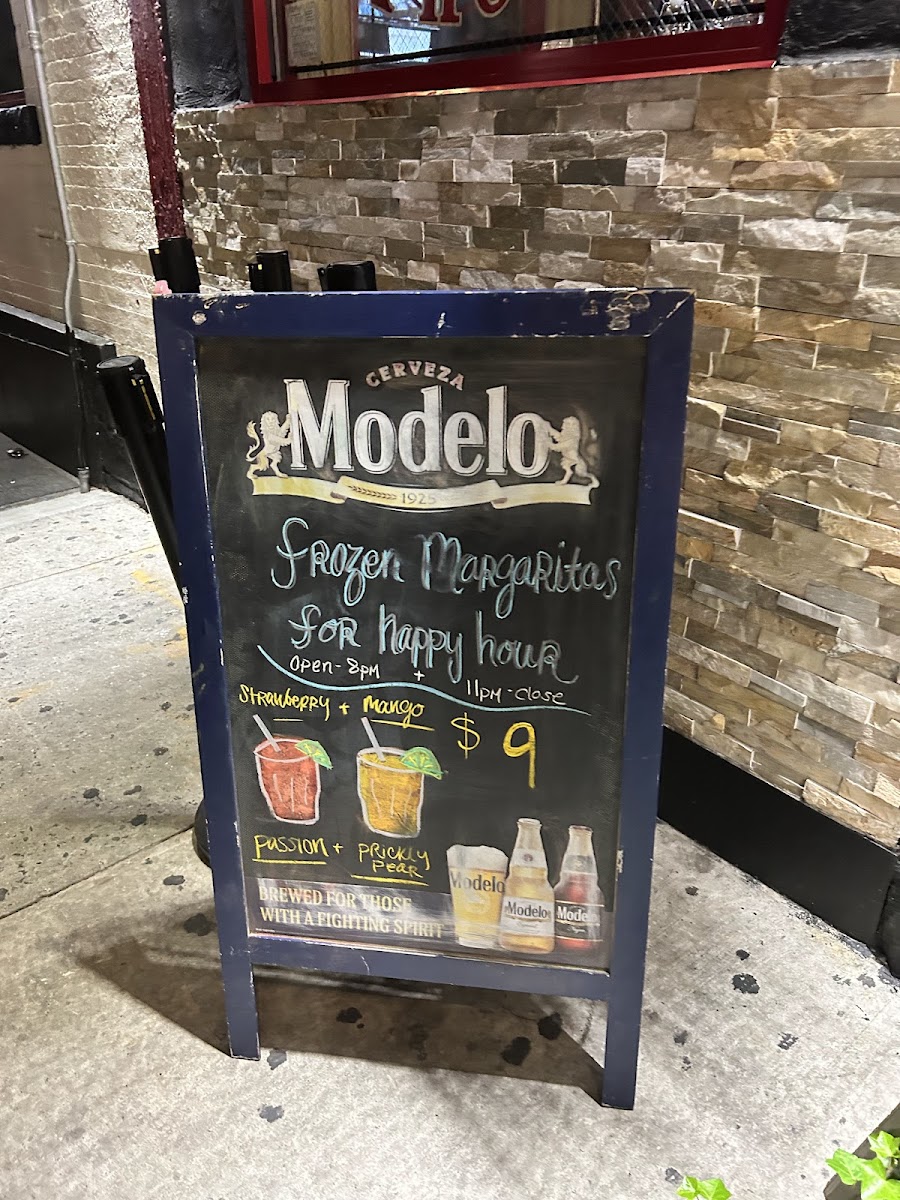 CERVEZA
Modelo
1925
frozen Margaritas
for happy hour
open - 8pm + 11pm - close
Strawberry + mango
$ 9
passion + prickly
pear
BREWED FOR THOSE
WITH A FIGHTING SPIRIT
Modelo
Modelo
Modelo